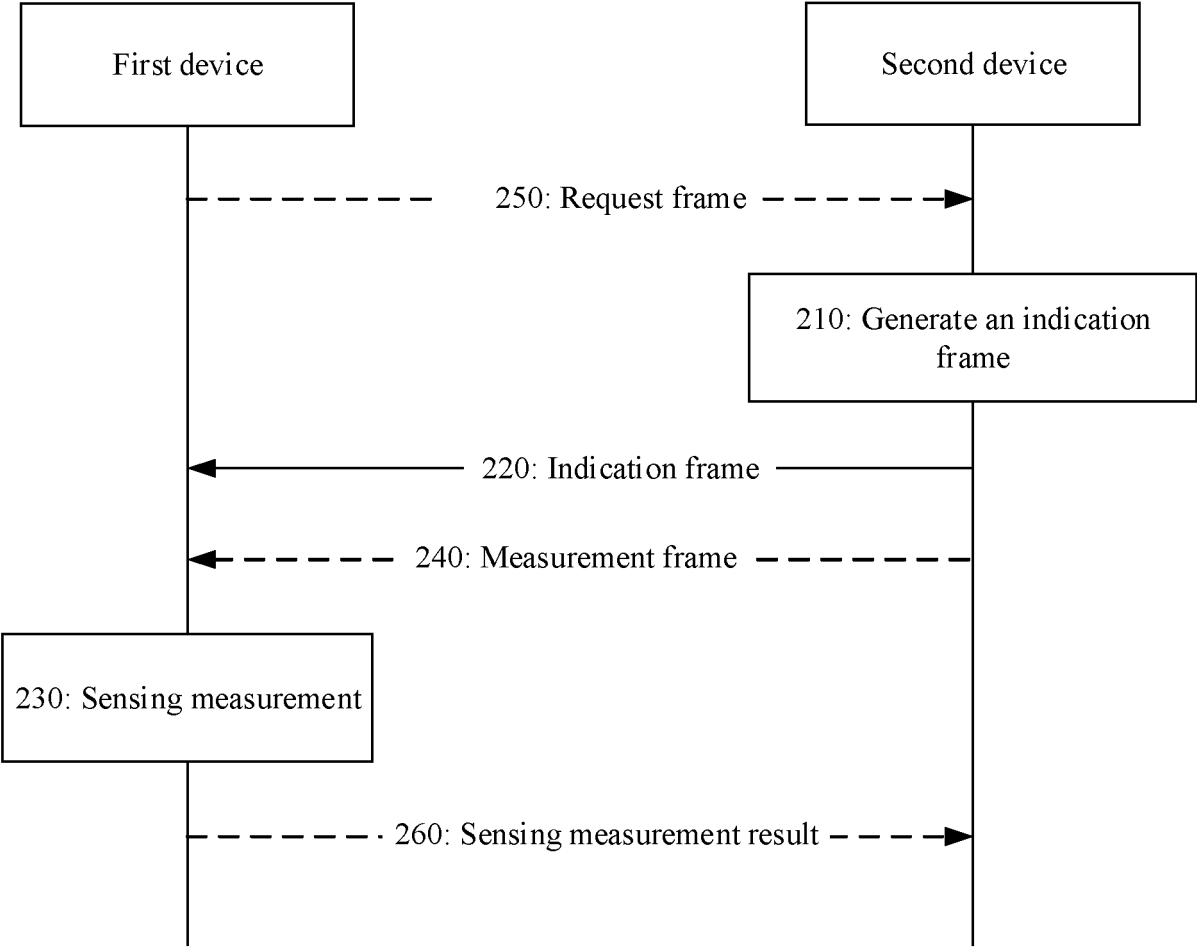 First device
Second device
250: Request frame
210: Generate an indication
frame
220: Indication frame
240: Measurement frame
230: Sensing measurement
260: Sensing measurement result